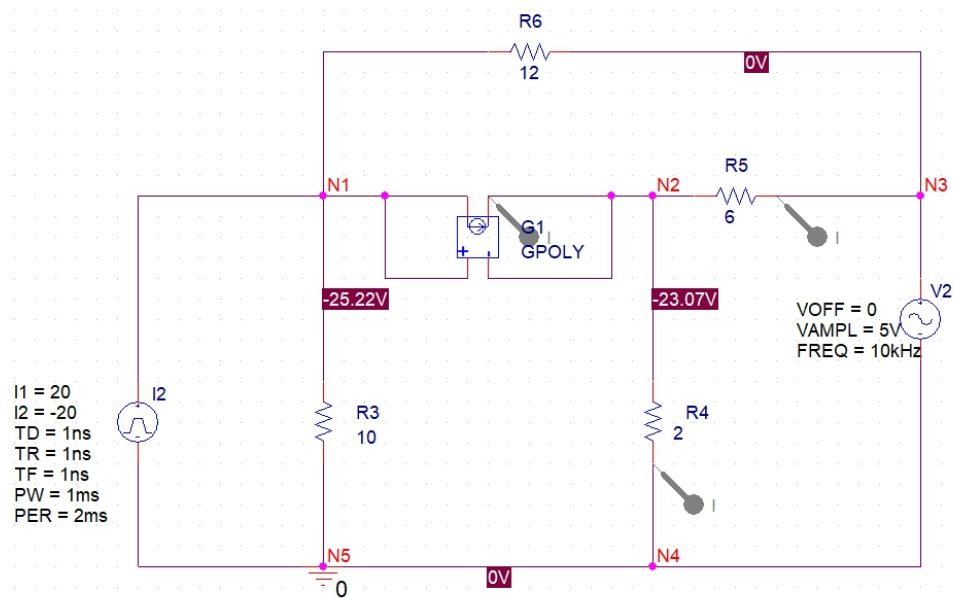 R6
12
0V
N1
N2
R5
6
N3
G1
I
GPOLY
+
-
I
-25.22V
-23.07V
VOFF = 0
VAMPL = 5V
FREQ = 10kHz
V2
+
-
I1 = 20
I2 = -20
TD = 1ns
TR = 1ns
TF = 1ns
PW = 1ms
PER = 2ms
I2
+
-
R3
10
R4
2
I
N5
N4
0V
0